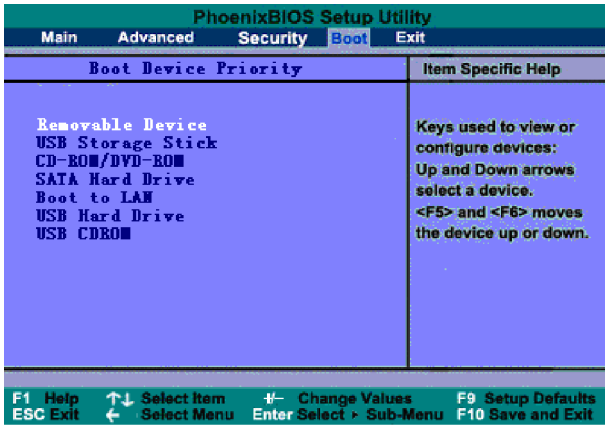 PhoenixBIOS Setup Utility
Main Advanced Security Boot Exit
Boot Device Priority
Item Specific Help
Removable Device
USB Storage Stick
CD-ROM/DVD-ROM
SATA Hard Drive
Boot to LAN
USB Hard Drive
USB CDROM
Keys used to view or
configure devices:
Up and Down arrows
select a device.
<F5> and <F6> moves
the device up or down.
F1 Help ↑↓ Select Item +/- Change Values F9 Setup Defaults
ESC Exit ← Select Menu Enter Select ▸ Sub-Menu F10 Save and Exit